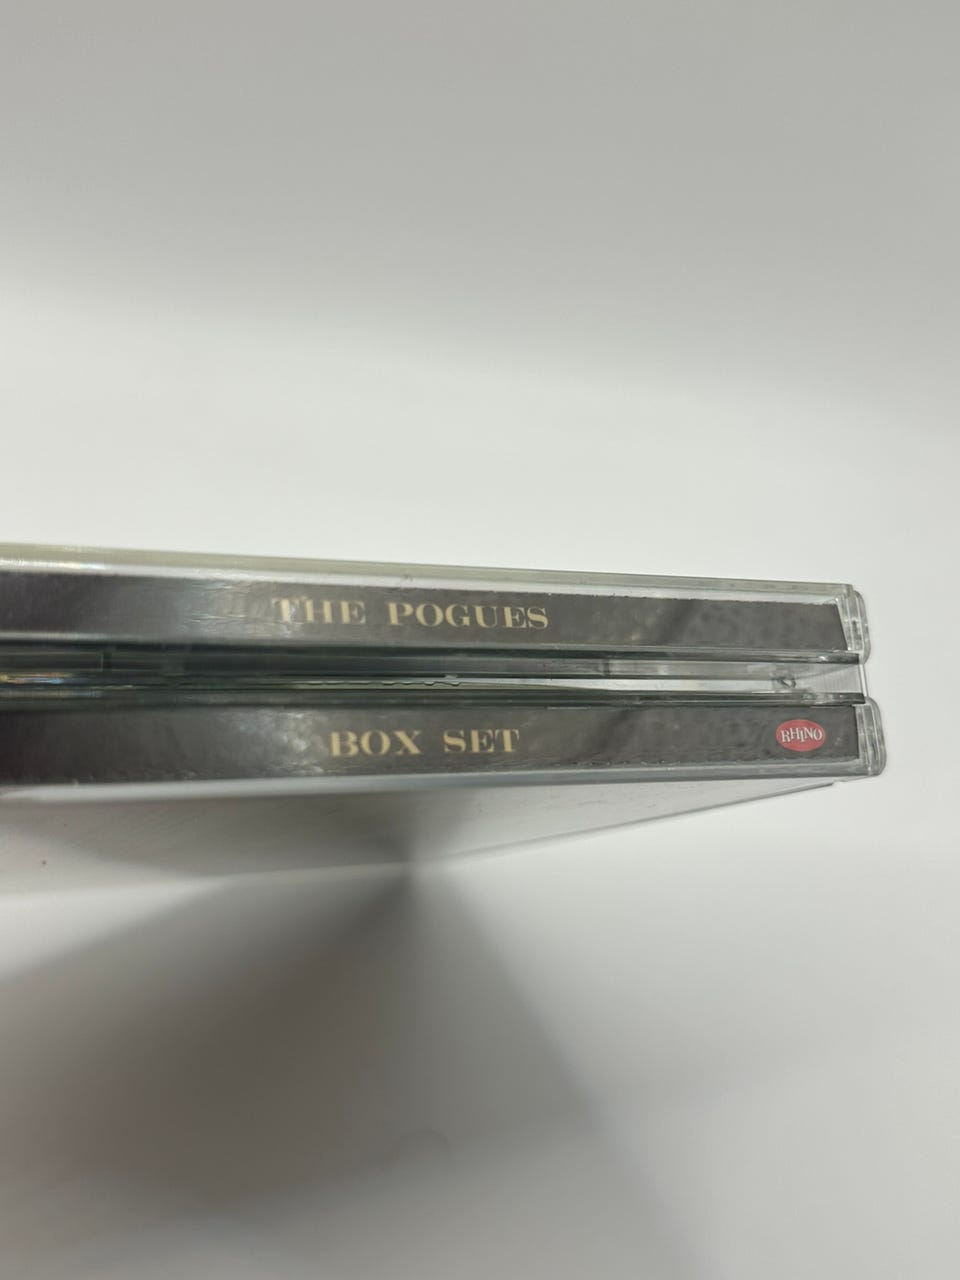 THE POGUES
BOX SET
RHINO